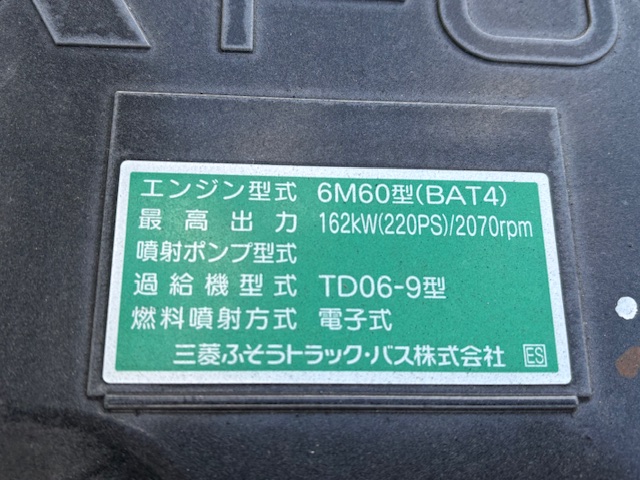 エンジン型式 6M60型(BAT4)
最高出力 162kW(220PS)/2070rpm
噴射ポンプ型式
過給機型式 TD06-9型
燃料噴射方式 電子式
三菱ふそうトラック・バス株式会社 ES